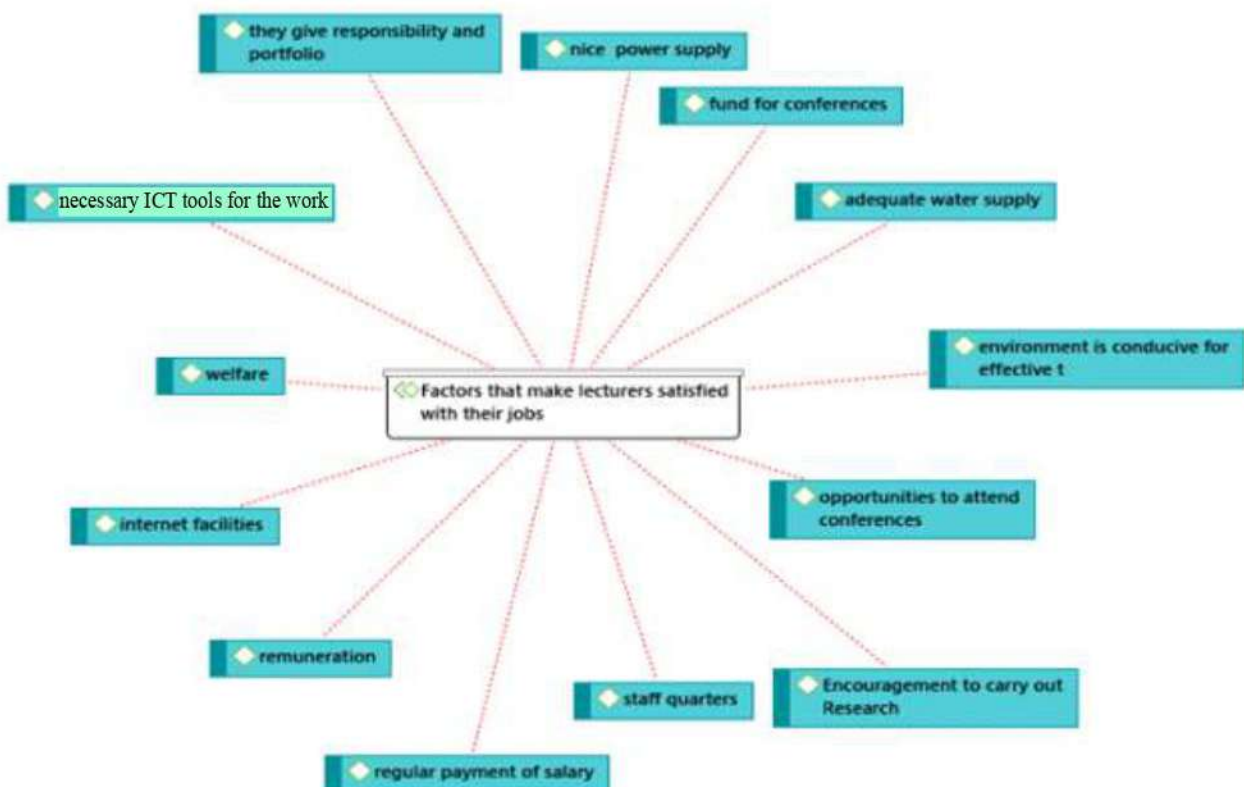 they give responsibility and
portfolio
nice power supply
fund for conferences
necessary ICT tools for the work
adequate water supply
environment is conducive for
effective t
welfare
Factors that make lecturers satisfied
with their jobs
opportunities to attend
conferences
internet facilities
remuneration
staff quarters
Encouragement to carry out
Research
regular payment of salary